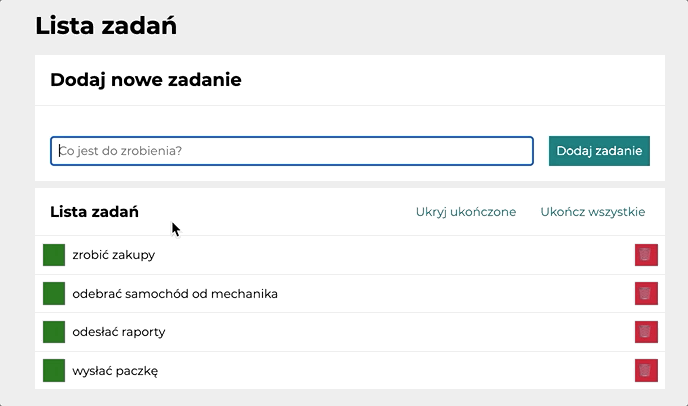 Lista zadań
Dodaj nowe zadanie
Co jest do zrobienia?
Dodaj zadanie
Lista zadań
Ukryj ukończone
Ukończ wszystkie
zrobić zakupy
odebrać samochód od mechanika
odesłać raporty
wysłać paczkę